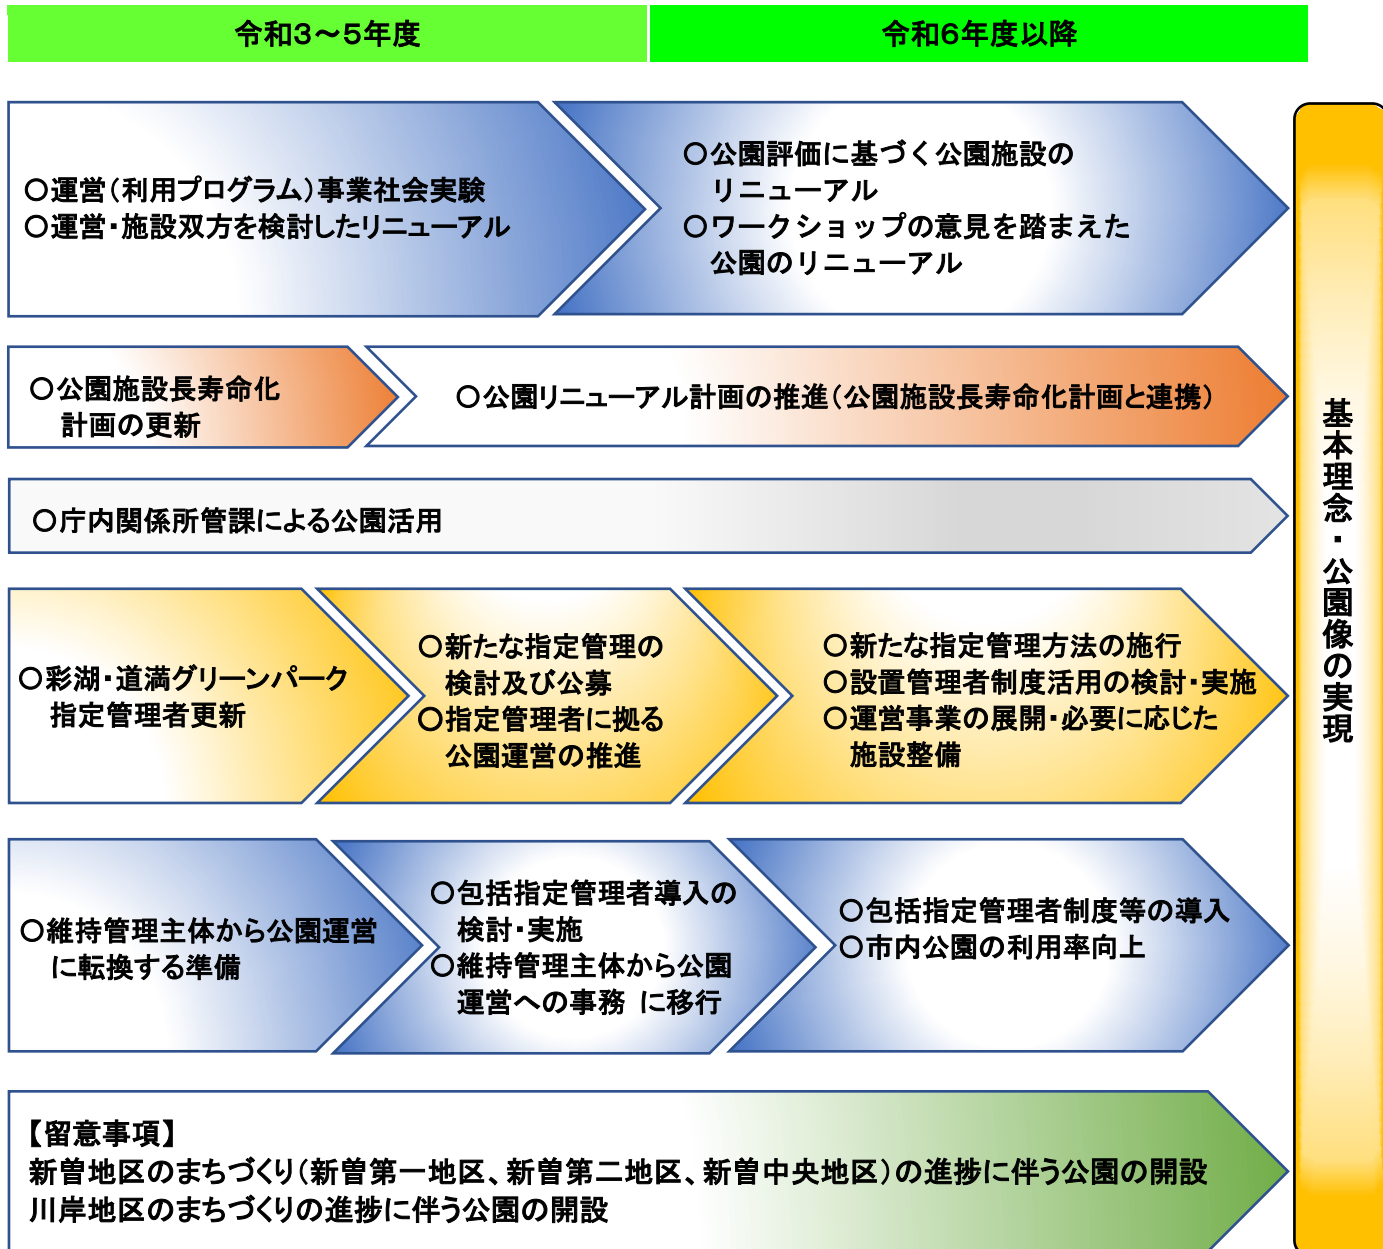 令和3～5年度
令和6年度以降
○運営（利用プログラム）事業社会実験
○運営・施設双方を検討したリニューアル
○公園評価に基づく公園施設の
リニューアル
○ワークショップの意見を踏まえた
公園のリニューアル
○公園施設長寿命化
計画の更新
○公園リニューアル計画の推進（公園施設長寿命化計画と連携）
○庁内関係所管課による公園活用
○彩湖・道満グリーンパーク
指定管理者更新
○新たな指定管理の
検討及び公募
○指定管理者に拠る
公園運営の推進
○新たな指定管理方法の施行
○設置管理者制度活用の検討・実施
○運営事業の展開・必要に応じた
施設整備
○維持管理主体から公園運営
に転換する準備
○包括指定管理者導入の
検討・実施
○維持管理主体から公園
運営への事務 に移行
○包括指定管理者制度等の導入
○市内公園の利用率向上
【留意事項】
新曽地区のまちづくり（新曽第一地区、新曽第二地区、新曽中央地区）の進捗に伴う公園の開設
川岸地区のまちづくりの進捗に伴う公園の開設
基本理念・公園像の実現